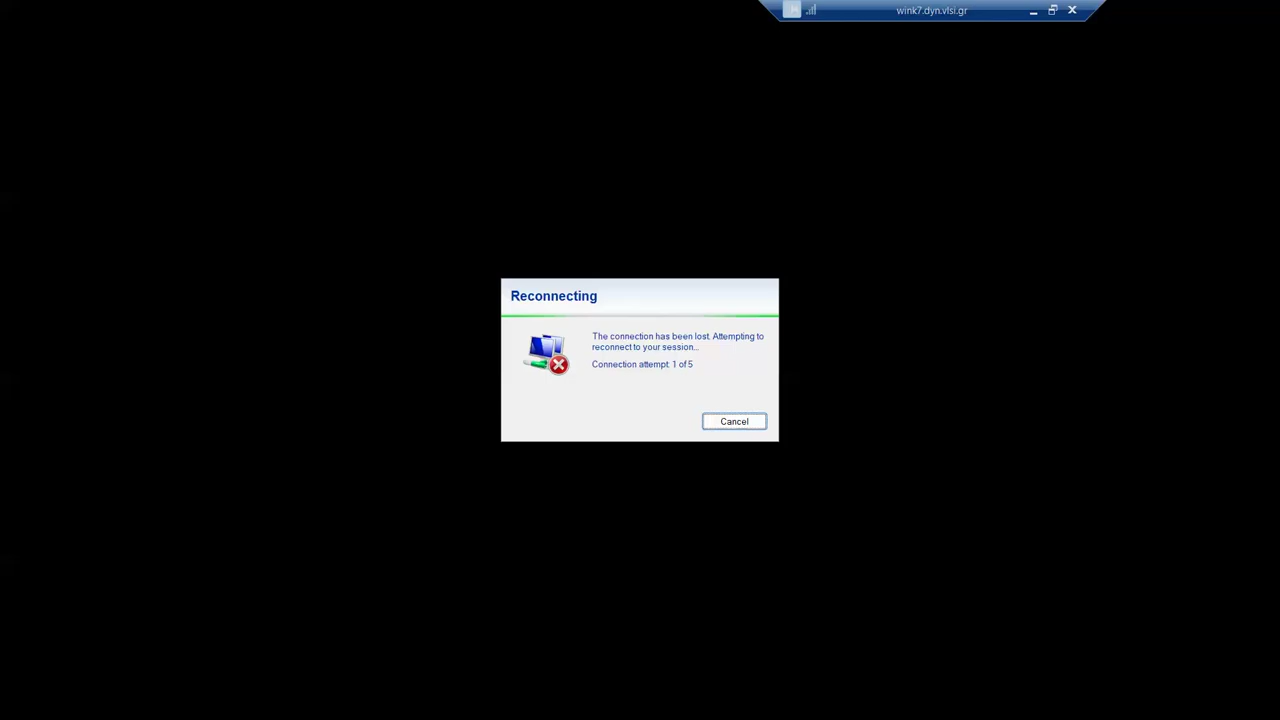 wink7.dyn.vlsi.gr
Reconnecting
The connection has been lost. Attempting to
reconnect to your session...
Connection attempt: 1 of 5
Cancel